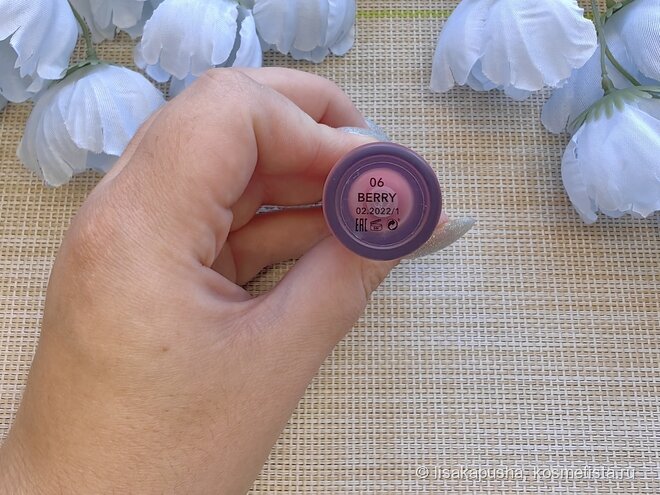 06
BERRY
02.2022/1
EAC
© lisakapusha, kosmetista.ru